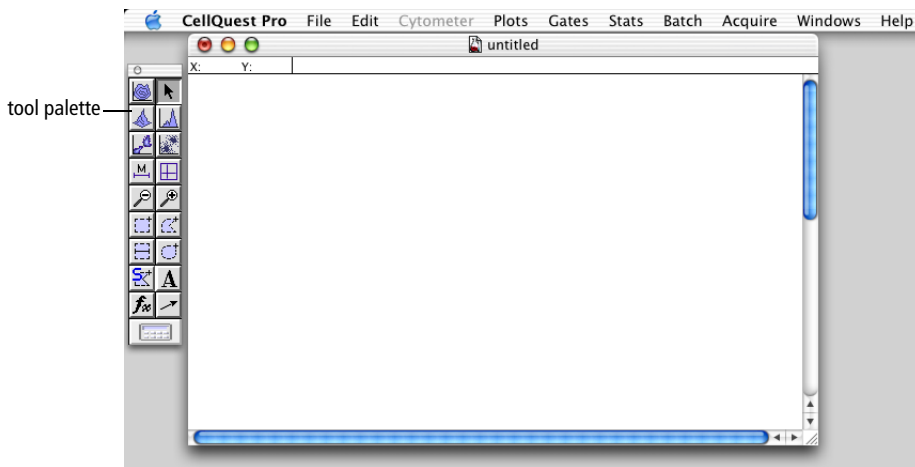 CellQuest Pro File Edit Cytometer Plots Gates Stats Batch Acquire Windows Help
untitled
X: Y:
tool palette
M
S
A
fx